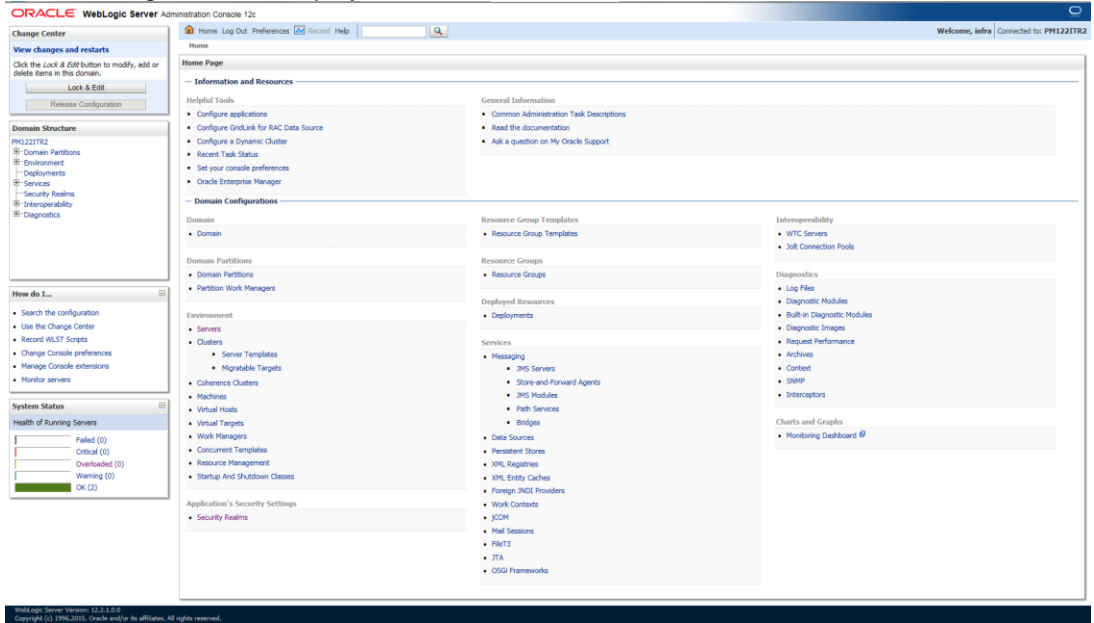 ORACLE WebLogic Server Administration Console 12c
Change Center
View changes and restarts
Click the Lock & Edit button to modify, add or
delete items in this domain.
Lock & Edit
Release Configuration
Domain Structure
PM122ITR2
Domain Partitions
Environment
Deployments
Services
Security Realms
Interoperability
Diagnostics
How do I...
Search the configuration
Use the Change Center
Record WLST Scripts
Change Console preferences
Manage Console extensions
Monitor servers
System Status
Health of Running Servers
Failed (0)
Critical (0)
Overloaded (0)
Warning (0)
OK (2)
Home Log Out Preferences Record Help
Welcome, infra Connected to: PM122ITR2
Home
Home Page
Information and Resources
Helpful Tools
Configure applications
Configure GridLink for RAC Data Source
Configure a Dynamic Cluster
Recent Task Status
Set your console preferences
Oracle Enterprise Manager
General Information
Common Administration Task Descriptions
Read the documentation
Ask a question on My Oracle Support
Domain Configurations
Domain
Domain
Domain Partitions
Domain Partitions
Partition Work Managers
Environment
Servers
Clusters
Server Templates
Migratable Targets
Coherence Clusters
Machines
Virtual Hosts
Virtual Targets
Work Managers
Concurrent Templates
Resource Management
Startup And Shutdown Classes
Application's Security Settings
Security Realms
Resource Group Templates
Resource Group Templates
Resource Groups
Resource Groups
Deployed Resources
Deployments
Services
Messaging
JMS Servers
Store-and-Forward Agents
JMS Modules
Path Services
Bridges
Data Sources
Persistent Stores
XML Registries
XML Entity Caches
Foreign JNDI Providers
Work Contexts
jCOM
Mail Sessions
FileT3
JTA
OSGi Frameworks
Interoperability
WTC Servers
Jolt Connection Pools
Diagnostics
Log Files
Diagnostic Modules
Built-in Diagnostic Modules
Diagnostic Images
Request Performance
Archives
Context
SNMP
Interceptors
Charts and Graphs
Monitoring Dashboard
WebLogic Server Version: 12.2.1.0.0
Copyright (c) 1996,2015, Oracle and/or its affiliates. All rights reserved.